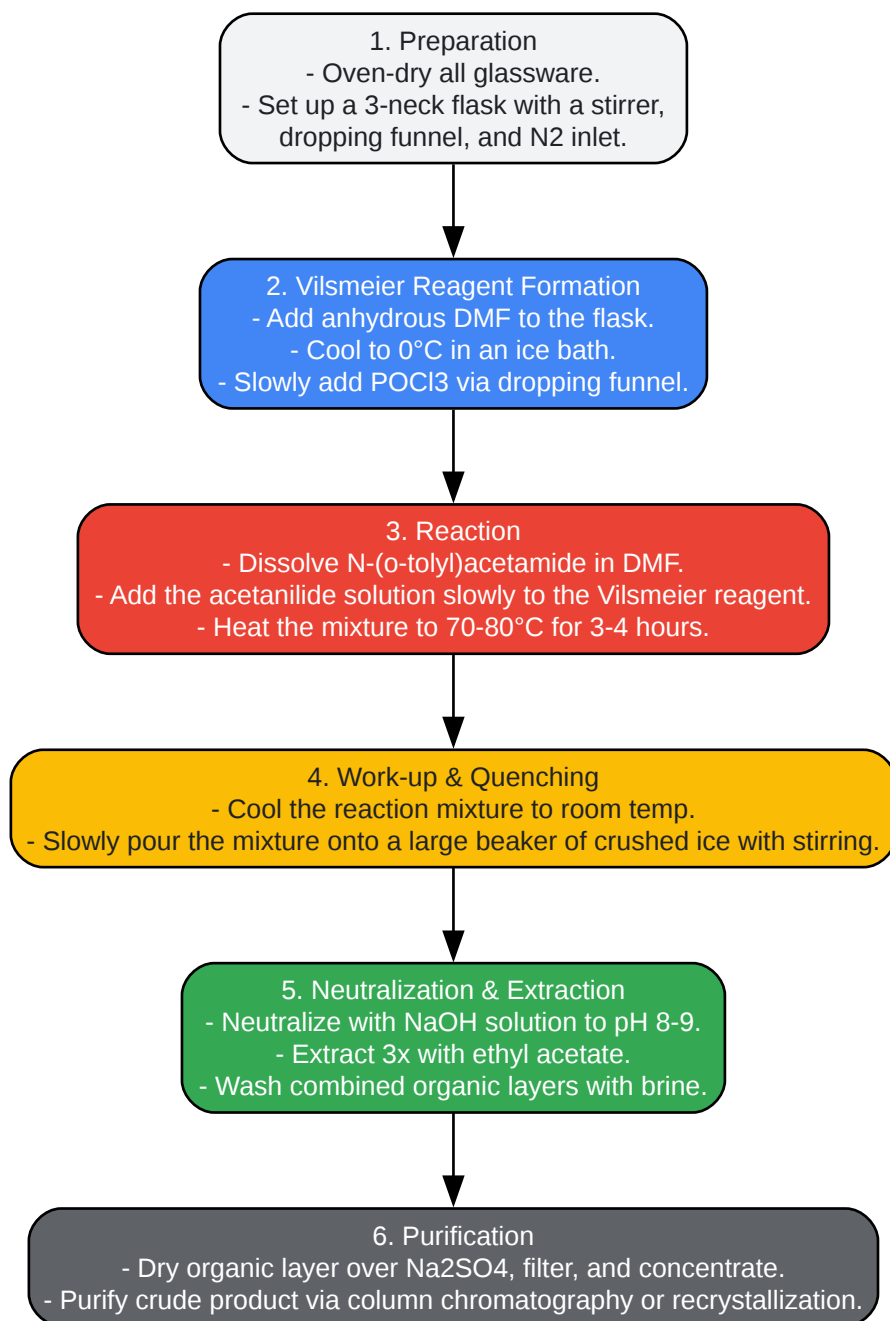 1. Preparation
- Oven-dry all glassware.
- Set up a 3-neck flask with a stirrer,
dropping funnel, and N2 inlet.
2. Vilsmeier Reagent Formation
- Add anhydrous DMF to the flask.
- Cool to 0°C in an ice bath.
- Slowly add POCl3 via dropping funnel.
3. Reaction
- Dissolve N-(o-tolyl)acetamide in DMF.
- Add the acetanilide solution slowly to the Vilsmeier reagent.
- Heat the mixture to 70-80°C for 3-4 hours.
4. Work-up & Quenching
- Cool the reaction mixture to room temp.
- Slowly pour the mixture onto a large beaker of crushed ice with stirring.
5. Neutralization & Extraction
- Neutralize with NaOH solution to pH 8-9.
- Extract 3x with ethyl acetate.
- Wash combined organic layers with brine.
6. Purification
- Dry organic layer over Na2SO4, filter, and concentrate.
- Purify crude product via column chromatography or recrystallization.